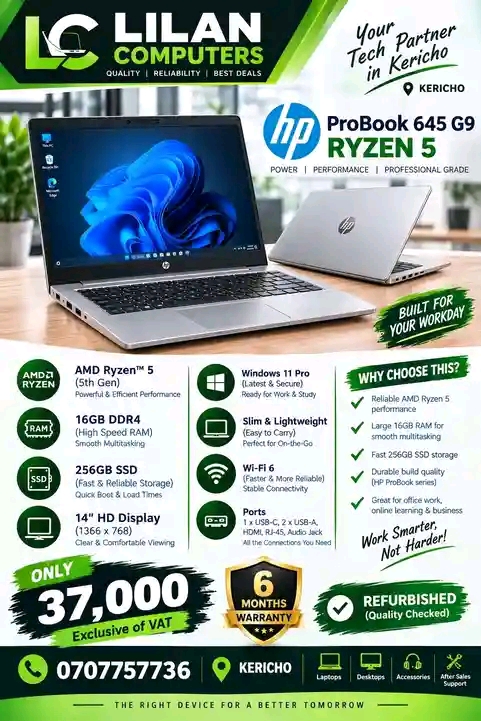 LC LILAN
COMPUTERS
QUALITY | RELIABILITY | BEST DEALS
Your
Tech Partner
in Kericho
KERICHO
hp ProBook 645 G9
RYZEN 5
POWER | PERFORMANCE | PROFESSIONAL GRADE
hp
hp
BUILT FOR
YOUR WORKDAY
AMD RYZEN
AMD Ryzen™ 5
(5th Gen)
Powerful & Efficient Performance
RAM
16GB DDR4
(High Speed RAM)
Smooth Multitasking
SSD
256GB SSD
(Fast & Reliable Storage)
Quick Boot & Load Times
14" HD Display
(1366 x 768)
Clear & Comfortable Viewing
Windows 11 Pro
(Latest & Secure)
Ready for Work & Study
Slim & Lightweight
(Easy to Carry)
Perfect for On-the-Go
Wi-Fi 6
(Faster & More Reliable)
Stable Connectivity
Ports
1 x USB-C, 2 x USB-A,
HDMI, RJ-45, Audio Jack
All the Connections You Need
WHY CHOOSE THIS?
Reliable AMD Ryzen 5
performance
Large 16GB RAM for
smooth multitasking
Fast 256GB SSD storage
Durable build quality
(HP ProBook series)
Great for office work,
online learning & business
Work Smarter,
Not Harder!
ONLY
37,000
Exclusive of VAT
6
MONTHS
WARRANTY
REFURBISHED
(Quality Checked)
0707757736
KERICHO
Laptops
Desktops
Accessories
After Sales
Support
THE RIGHT DEVICE FOR A BETTER TOMORROW